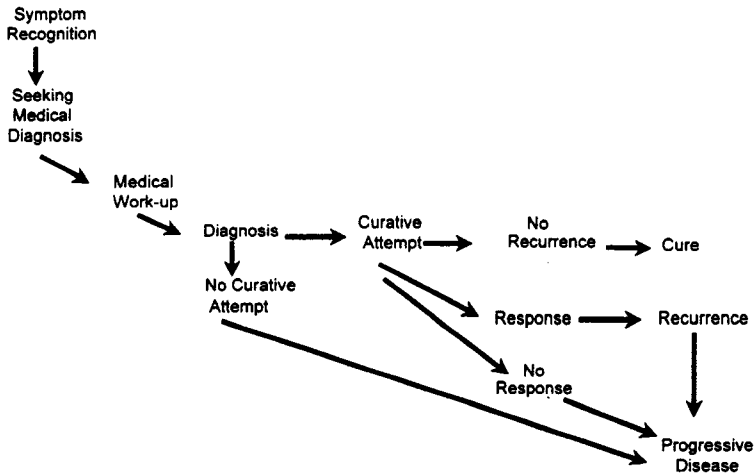 Symptom
Recognition
Seeking
Medical
Diagnosis
Medical
Work-up
Diagnosis
No Curative
Attempt
Curative
Attempt
No
Recurrence
Cure
Response
Recurrence
No
Response
Progressive
Disease